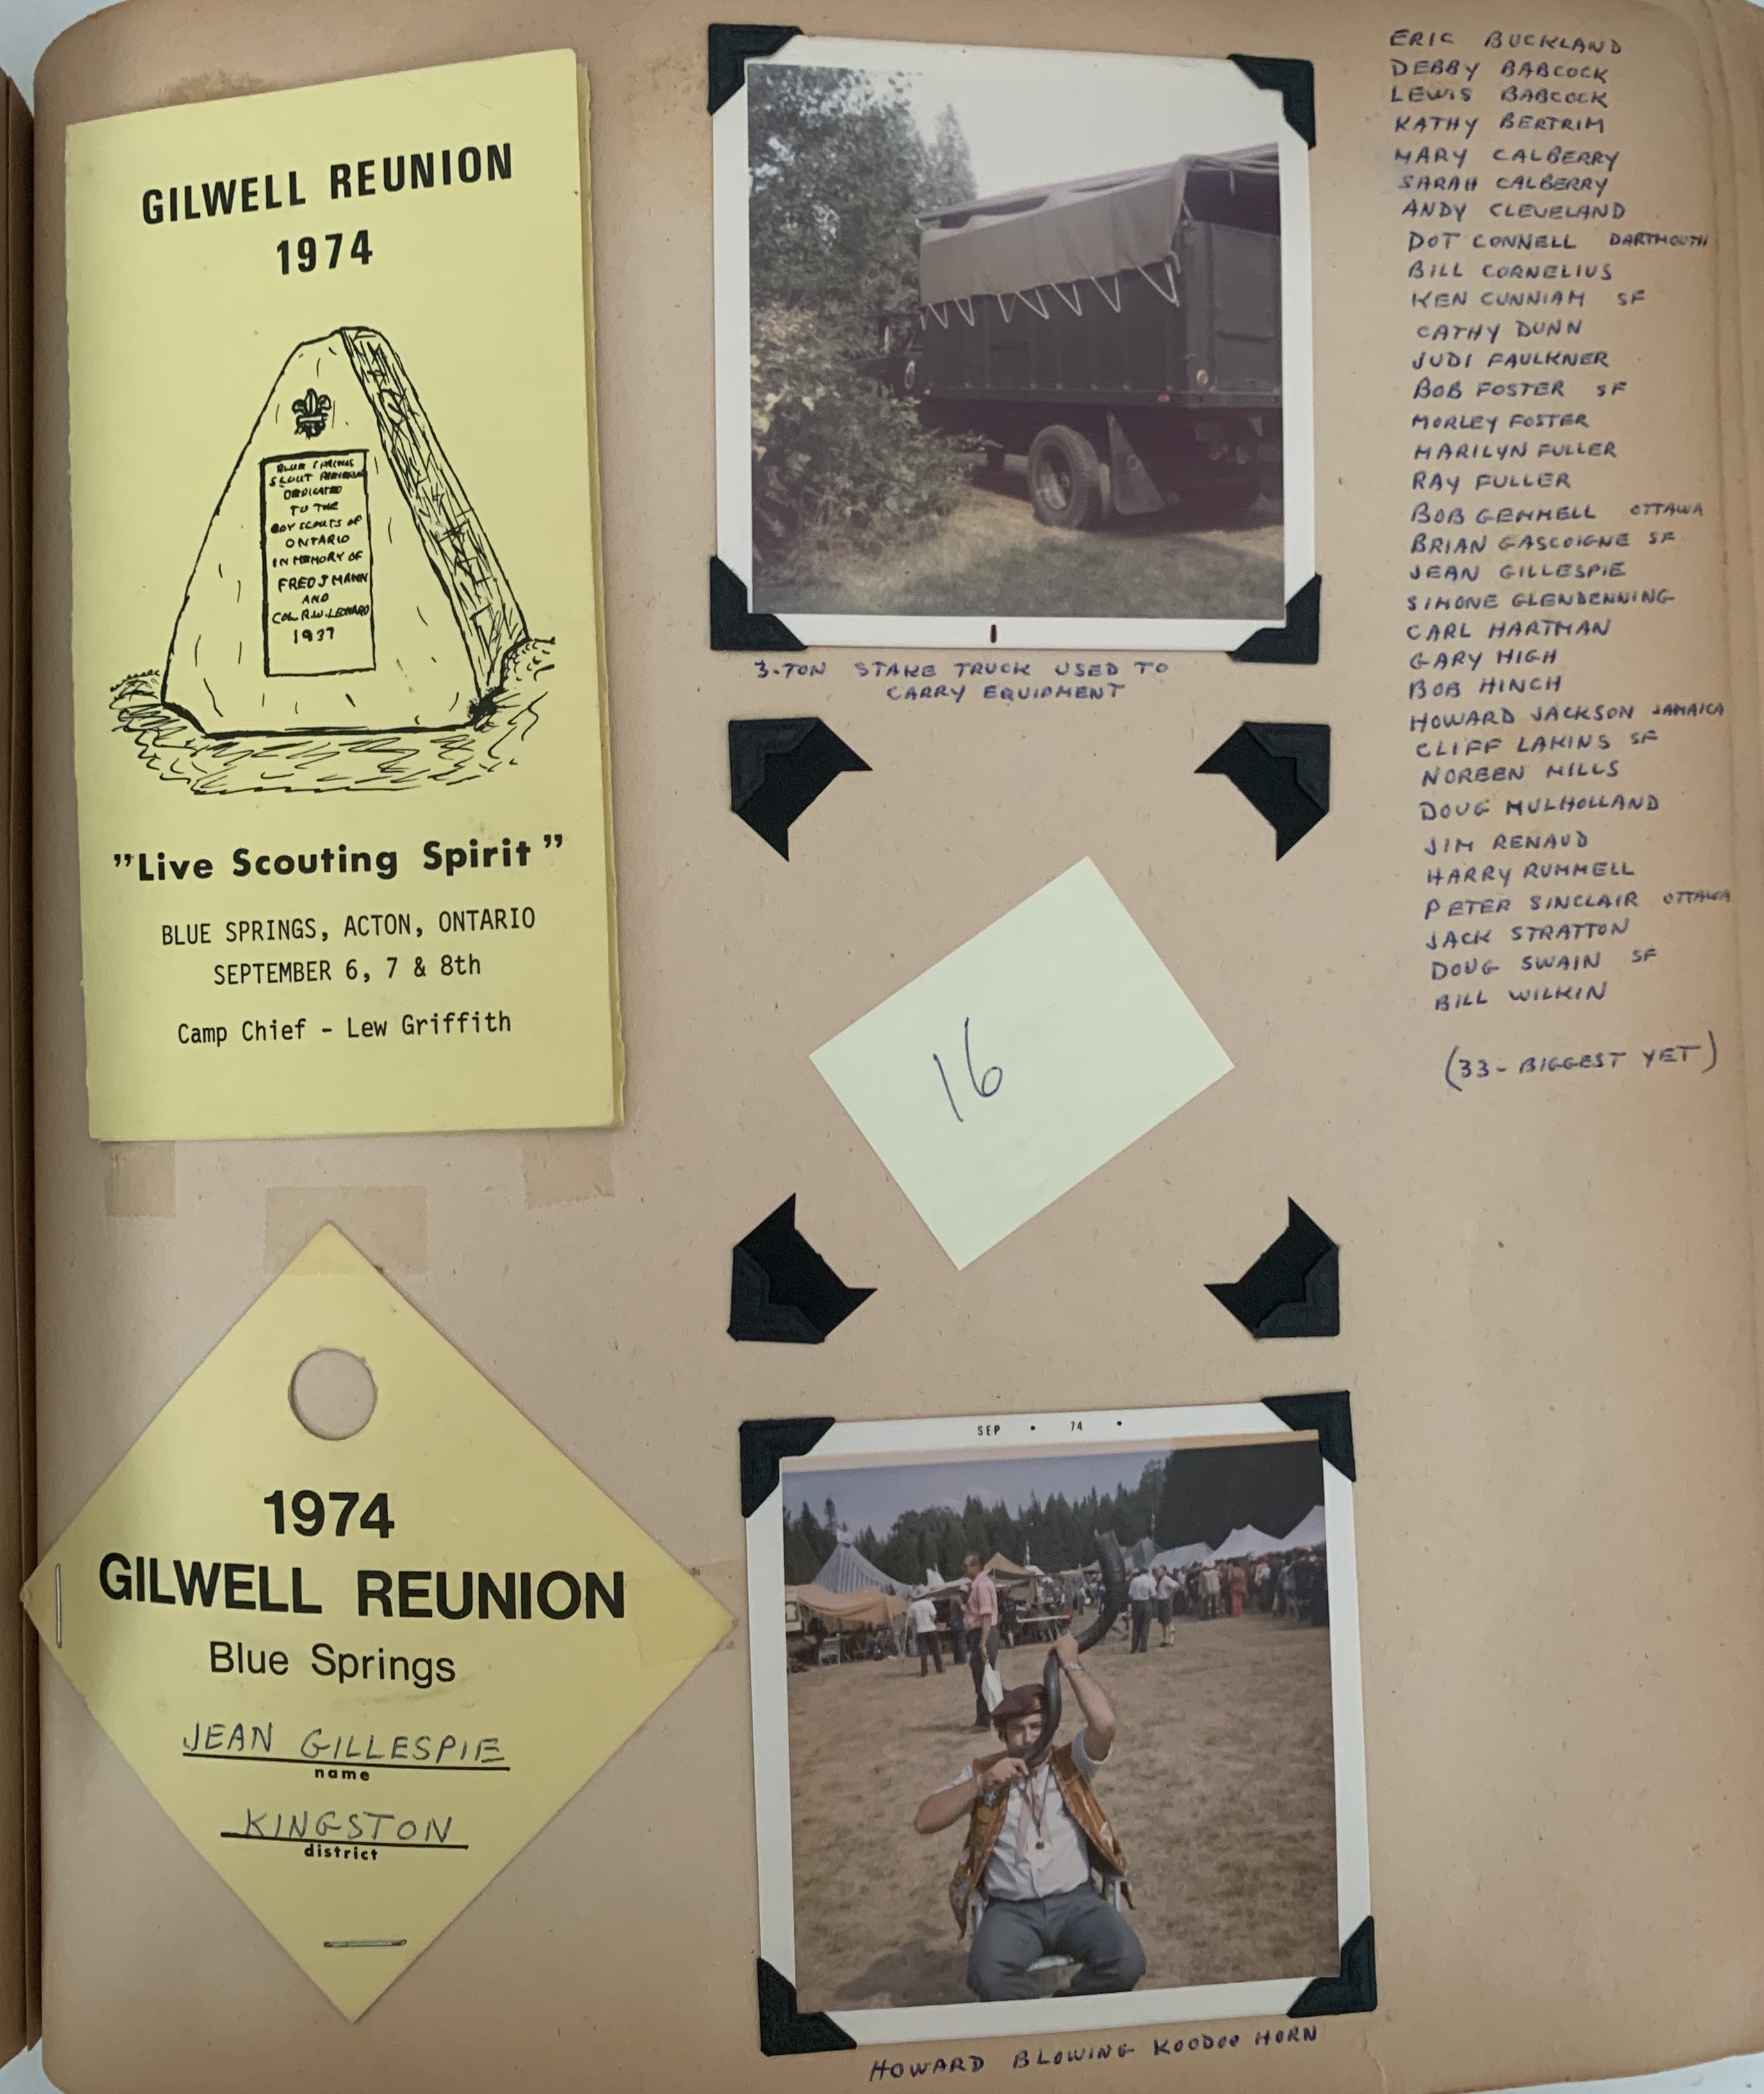 GILWELL REUNION
1974
BLUE SPRINGS
SCOUT RESERVE
DEDICATED
TO THE
BOY SCOUTS OF
ONTARIO
IN MEMORY OF
FRED J MANN
AND
COL. R.W. LEONARD
1937
"Live Scouting Spirit"
BLUE SPRINGS, ACTON, ONTARIO
SEPTEMBER 6, 7 & 8th
Camp Chief - Lew Griffith
1974
GILWELL REUNION
Blue Springs
JEAN GILLESPIE
name
KINGSTON
district
3-TON STAKE TRUCK USED TO
CARRY EQUIPMENT
16
SEP • 74 •
HOWARD BLOWING KOODOO HORN
ERIC BUCKLAND
DEBBY BABCOCK
LEWIS BABCOCK
KATHY BERTRIM
MARY CALBERRY
SARAH CALBERRY
ANDY CLEVELAND
DOT CONNELL DARTMOUTH
BILL CORNELIUS
KEN CUNNIAM SF
CATHY DUNN
JUDI FAULKNER
BOB FOSTER SF
MORLEY FOSTER
MARILYN FULLER
RAY FULLER
BOB GEMMELL OTTAWA
BRIAN GASCOIGNE SF
JEAN GILLESPIE
SIMONE GLENDENNING
CARL HARTMAN
GARY HIGH
BOB HINCH
HOWARD JACKSON JAMAICA
CLIFF LAKINS SF
NOREEN MILLS
DOUG MULHOLLAND
JIM RENAUD
HARRY RUMMELL
PETER SINCLAIR OTTAWA
JACK STRATTON
DOUG SWAIN SF
BILL WILKIN
(33 - BIGGEST YET)